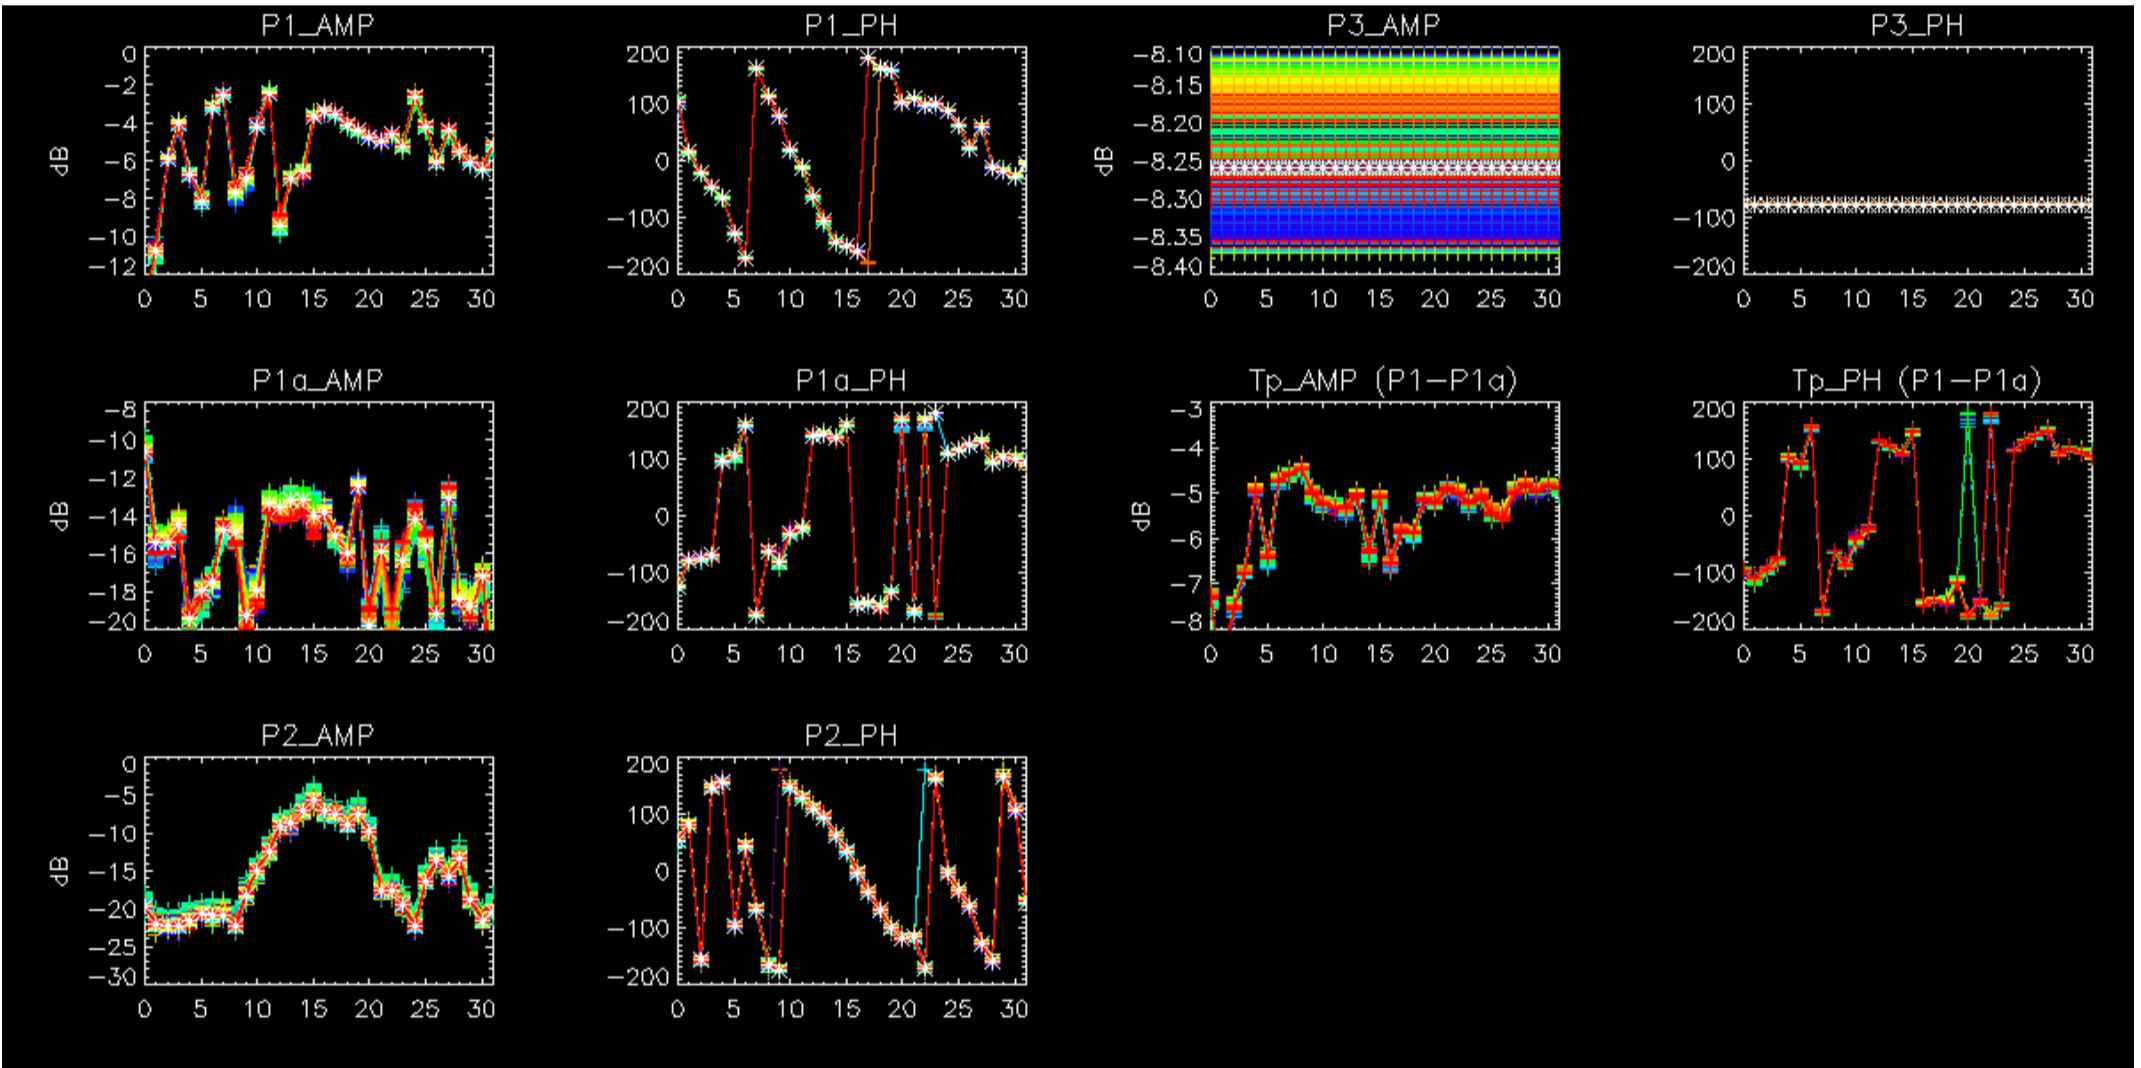 P1_AMP
dB
0
-2
-4
-6
-8
-10
-12
0 5 10 15 20 25 30
P1_PH
200
100
0
-100
-200
0 5 10 15 20 25 30
P3_AMP
dB
-8.10
-8.15
-8.20
-8.25
-8.30
-8.35
-8.40
0 5 10 15 20 25 30
P3_PH
200
100
0
-100
-200
0 5 10 15 20 25 30
P1a_AMP
dB
-8
-10
-12
-14
-16
-18
-20
0 5 10 15 20 25 30
P1a_PH
200
100
0
-100
-200
0 5 10 15 20 25 30
Tp_AMP (P1-P1a)
dB
-3
-4
-5
-6
-7
-8
0 5 10 15 20 25 30
Tp_PH (P1-P1a)
200
100
0
-100
-200
0 5 10 15 20 25 30
P2_AMP
dB
0
-5
-10
-15
-20
-25
-30
0 5 10 15 20 25 30
P2_PH
200
100
0
-100
-200
0 5 10 15 20 25 30